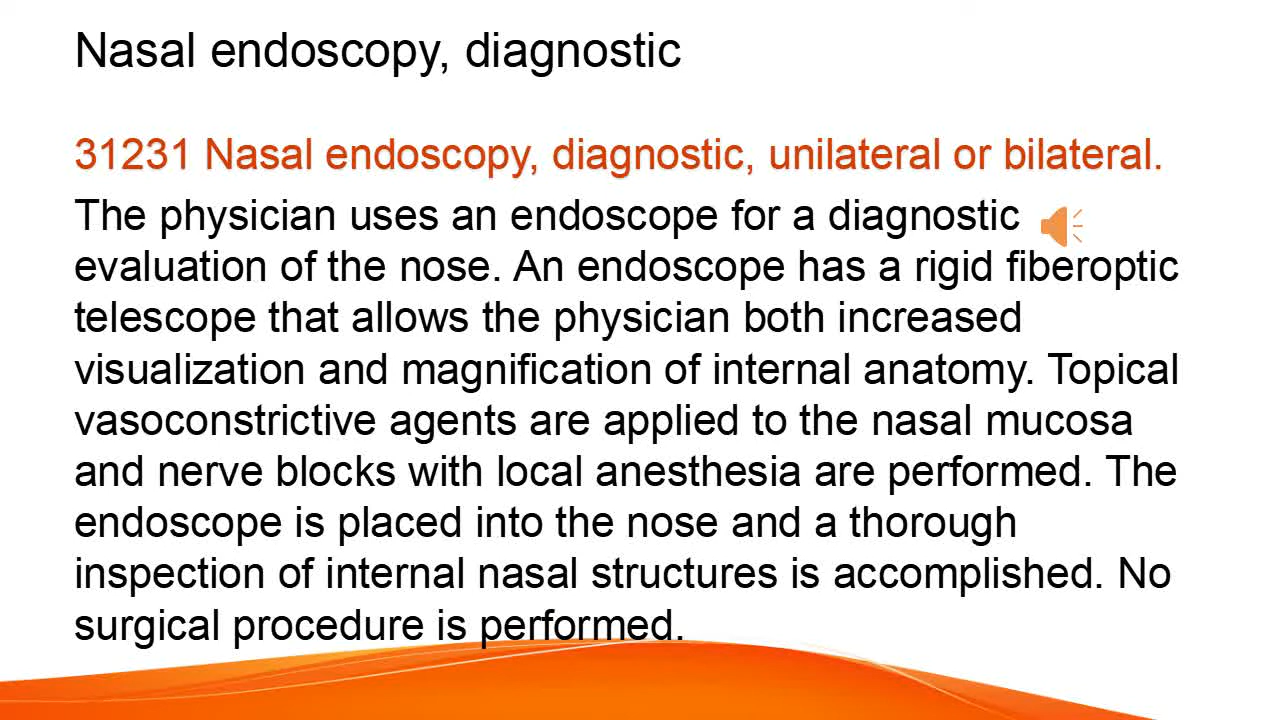 Nasal endoscopy, diagnostic
31231 Nasal endoscopy, diagnostic, unilateral or bilateral.
The physician uses an endoscope for a diagnostic
evaluation of the nose. An endoscope has a rigid fiberoptic
telescope that allows the physician both increased
visualization and magnification of internal anatomy. Topical
vasoconstrictive agents are applied to the nasal mucosa
and nerve blocks with local anesthesia are performed. The
endoscope is placed into the nose and a thorough
inspection of internal nasal structures is accomplished. No
surgical procedure is performed.